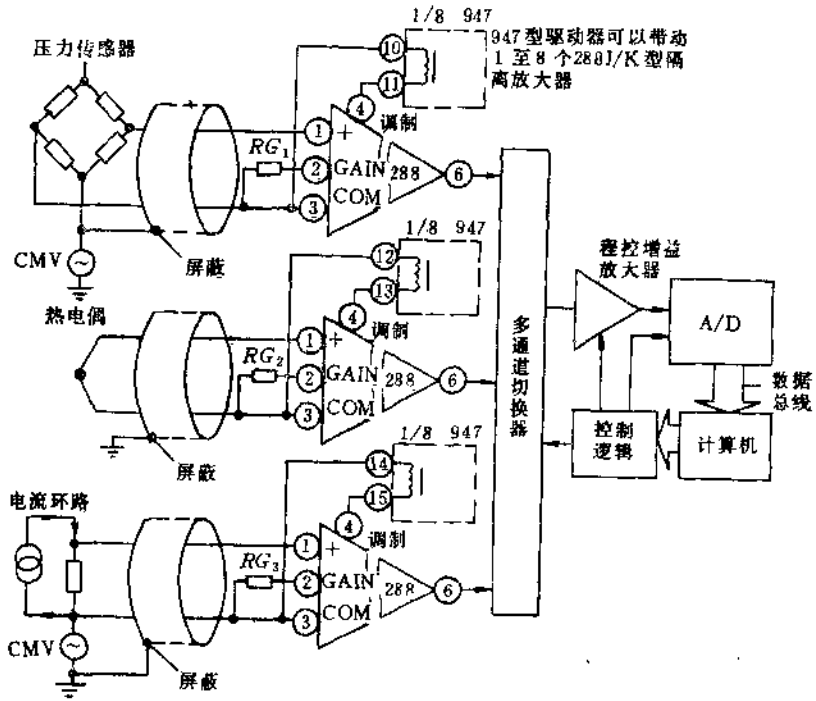 1/8 947
947型驱动器可以带动
1至8个288J/K型隔
离放大器
压力传感器
⑩
⑪
④
调制
①
+
RG₁
②
GAIN
288
⑥
③
COM
CMV
屏蔽
1/8 947
⑫
⑬
④
调制
热电偶
①
+
RG₂
②
GAIN
288
⑥
③
COM
屏蔽
1/8 947
⑭
⑮
④
调制
电流环路
①
+
RG₃
②
GAIN
288
⑥
③
COM
CMV
屏蔽
多通道切换器
程控增益
放大器
A/D
数据
总线
控制
逻辑
计算机